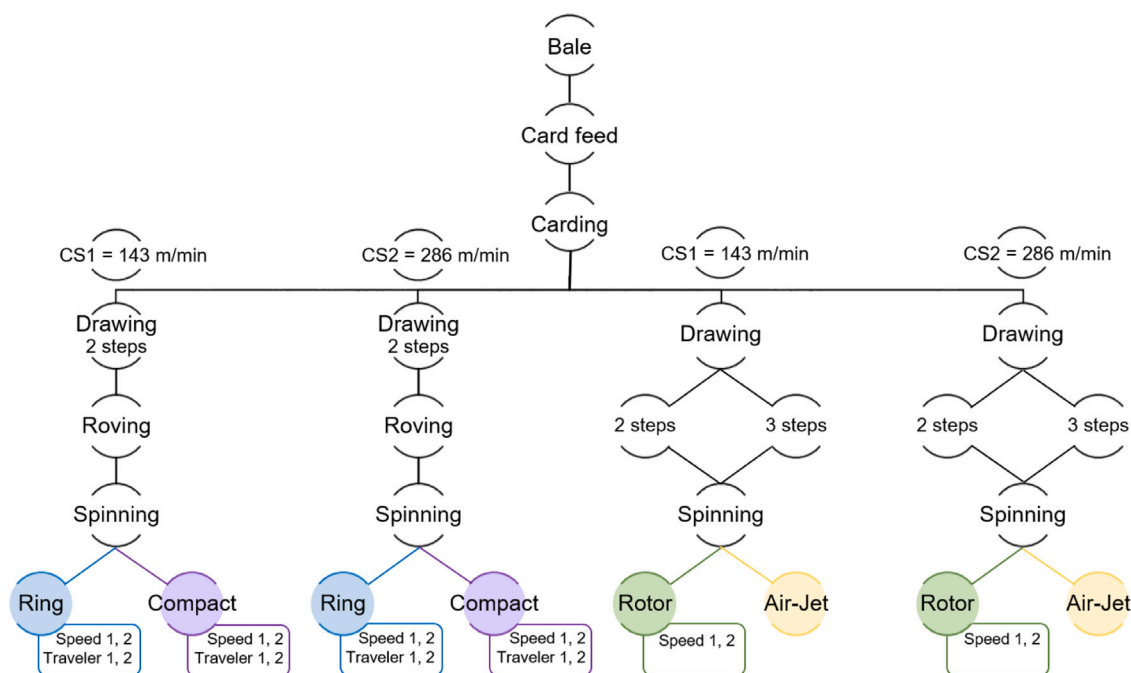 Bale
Card feed
Carding
CS1 = 143 m/min
CS2 = 286 m/min
CS1 = 143 m/min
CS2 = 286 m/min
Drawing
2 steps
Drawing
2 steps
Drawing
Drawing
Roving
Roving
2 steps
3 steps
2 steps
3 steps
Spinning
Spinning
Spinning
Spinning
Ring
Compact
Ring
Compact
Rotor
Air-Jet
Rotor
Air-Jet
Speed 1, 2
Traveler 1, 2
Speed 1, 2
Traveler 1, 2
Speed 1, 2
Traveler 1, 2
Speed 1, 2
Traveler 1, 2
Speed 1, 2
Speed 1, 2